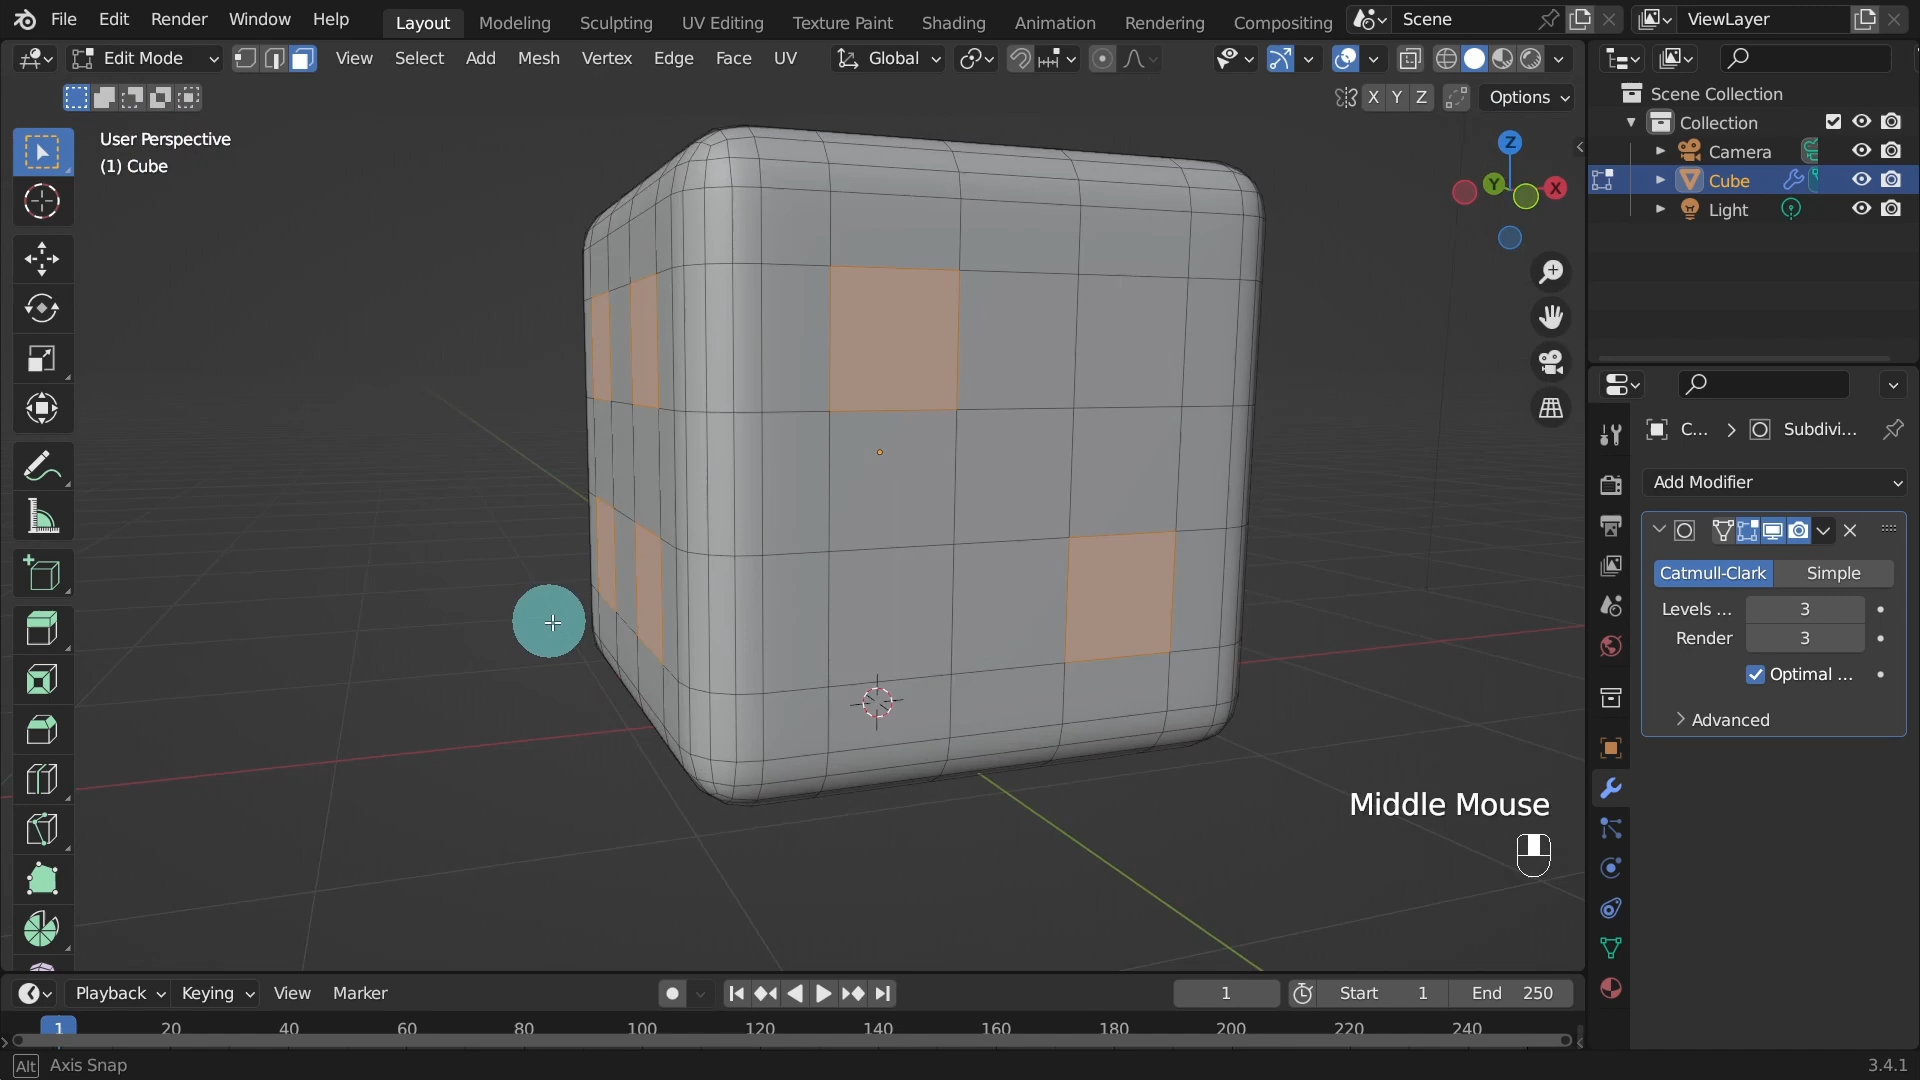 File Edit Render Window Help Layout Modeling Sculpting UV Editing Texture Paint Shading Animation Rendering Compositing Scene ViewLayer
Edit Mode View Select Add Mesh Vertex Edge Face UV Global
X Y Z Options
User Perspective
(1) Cube
Z
Y
X
Scene Collection
Collection
Camera
Cube
Light
C... Subdivi...
Add Modifier
Catmull-Clark Simple
Levels ... 3
Render 3
Optimal ...
Advanced
Middle Mouse
Playback Keying View Marker 1 Start 1 End 250
1 20 40 60 80 100 120 140 160 180 200 220 240
Alt Axis Snap 3.4.1